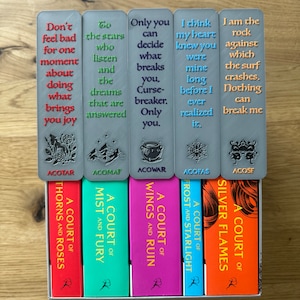 Don't
feel bad
for one
moment
about
doing
what
brings
you joy
ACOTAR
To
the stars
who
listen
and
the
dreams
that are
answered
ACOMAF
Only you
can
decide
what
breaks
you,
Curse-
breaker.
Only
you.
ACOWAR
I think
my heart
knew you
were
mine
long
before I
ever
realized
it.
ACOFAS
I am the
rock
against
which
the surf
crashes.
Nothing
can
break me
ACOSF
A COURT OF
THORNS AND ROSES
A COURT OF
MIST AND FURY
A COURT OF
WINGS AND RUIN
A COURT OF
FROST AND STARLIGHT
A COURT OF
SILVER FLAMES